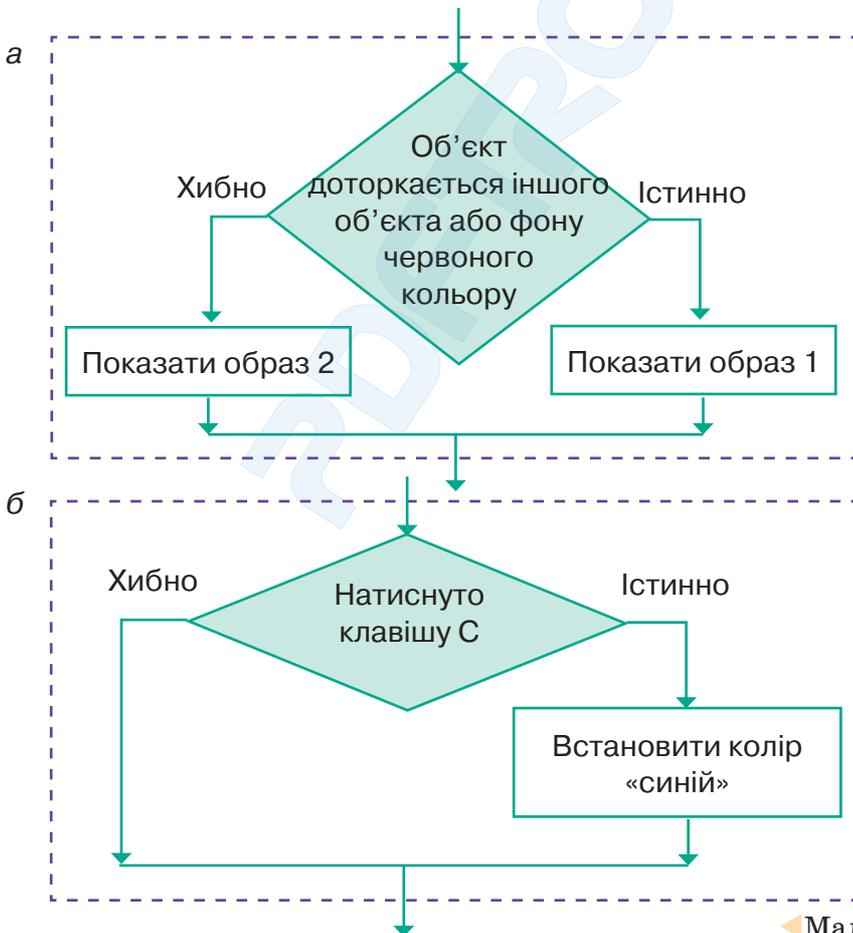 а
Об’єкт
Хибно
доторкається іншого
Істинно
об’єкта або фону
червоного
кольору
Показати образ 2
Показати образ 1
б
Хибно
Натиснуто
Істинно
клавішу С
Встановити колір
«синій»